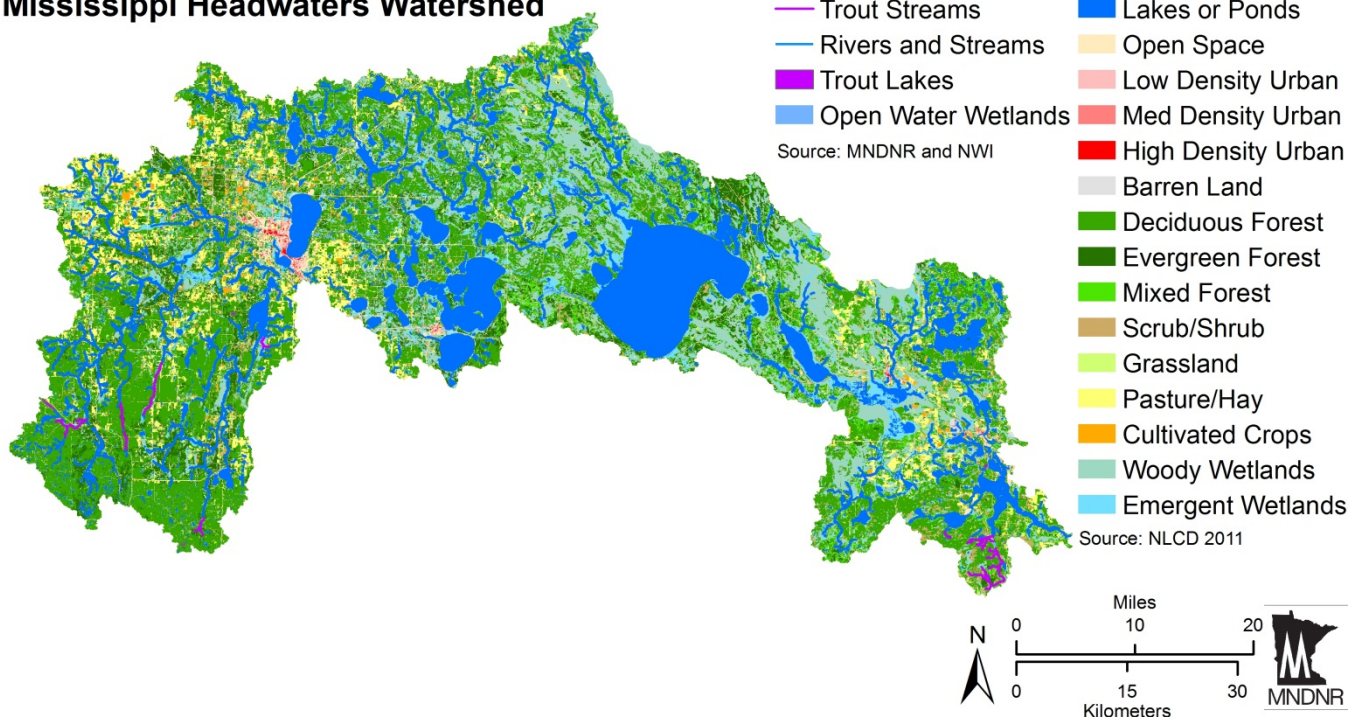 Mississippi Headwaters Watershed
Trout Streams
Rivers and Streams
Trout Lakes
Open Water Wetlands
Source: MNDNR and NWI
Lakes or Ponds
Open Space
Low Density Urban
Med Density Urban
High Density Urban
Barren Land
Deciduous Forest
Evergreen Forest
Mixed Forest
Scrub/Shrub
Grassland
Pasture/Hay
Cultivated Crops
Woody Wetlands
Emergent Wetlands
Source: NLCD 2011
N
Miles
0 10 20
0 15 30
Kilometers
MNDNR